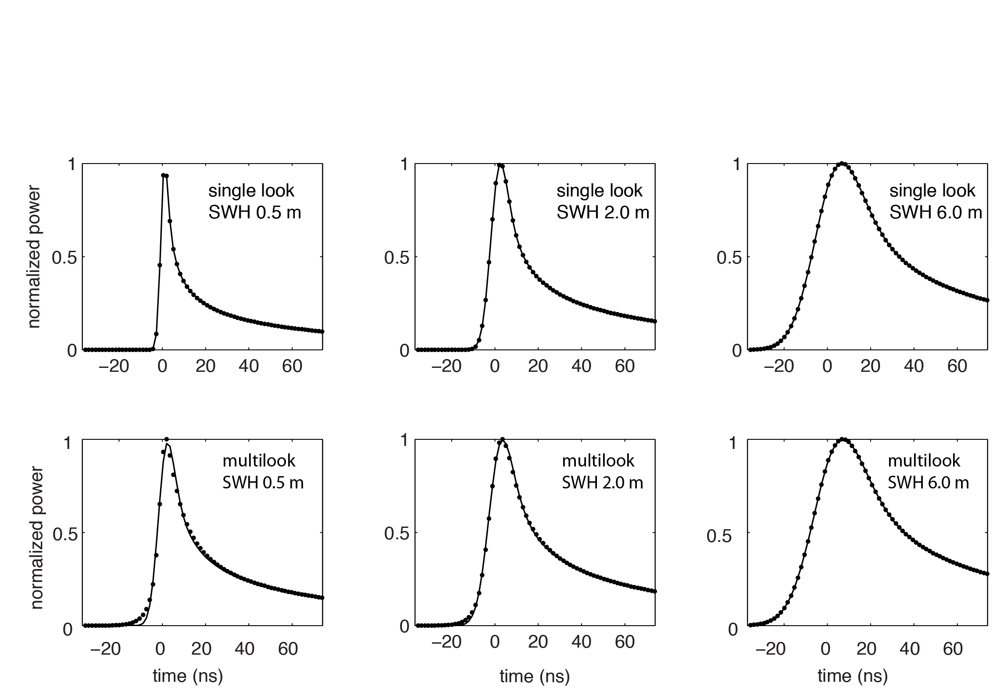 1
1
1
normalized power
single look
SWH 0.5 m
single look
SWH 2.0 m
single look
SWH 6.0 m
0.5
0.5
0.5
0
0
0
−20 0 20 40 60
−20 0 20 40 60
−20 0 20 40 60
1
1
1
normalized power
multilook
SWH 0.5 m
multilook
SWH 2.0 m
multilook
SWH 6.0 m
0.5
0.5
0.5
0
0
0
−20 0 20 40 60
−20 0 20 40 60
−20 0 20 40 60
time (ns)
time (ns)
time (ns)